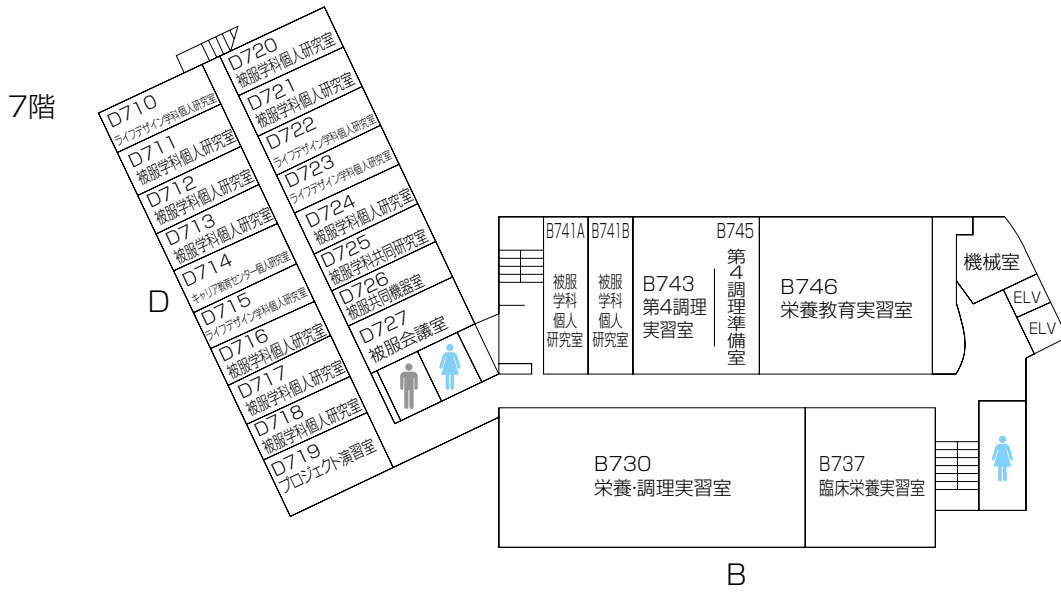 7階
D710
ライフデザイン学科個人研究室
D711
被服学科個人研究室
D712
被服学科個人研究室
D713
被服学科個人研究室
D714
キャリア教育センター個人研究室
D715
ライフデザイン学科個人研究室
D716
被服学科個人研究室
D717
被服学科個人研究室
D718
被服学科個人研究室
D719
プロジェクト演習室
D720
被服学科個人研究室
D721
被服学科個人研究室
D722
ライフデザイン学科個人研究室
D723
ライフデザイン学科個人研究室
D724
被服学科個人研究室
D725
被服学科共同研究室
D726
被服共同機器室
D727
被服会議室
D
B741A
被服
学科
個人
研究室
B741B
被服
学科
個人
研究室
B743
第4調理
実習室
B745
第4調理準備室
B746
栄養教育実習室
機械室
ELV
ELV
B730
栄養・調理実習室
B737
臨床栄養実習室
B